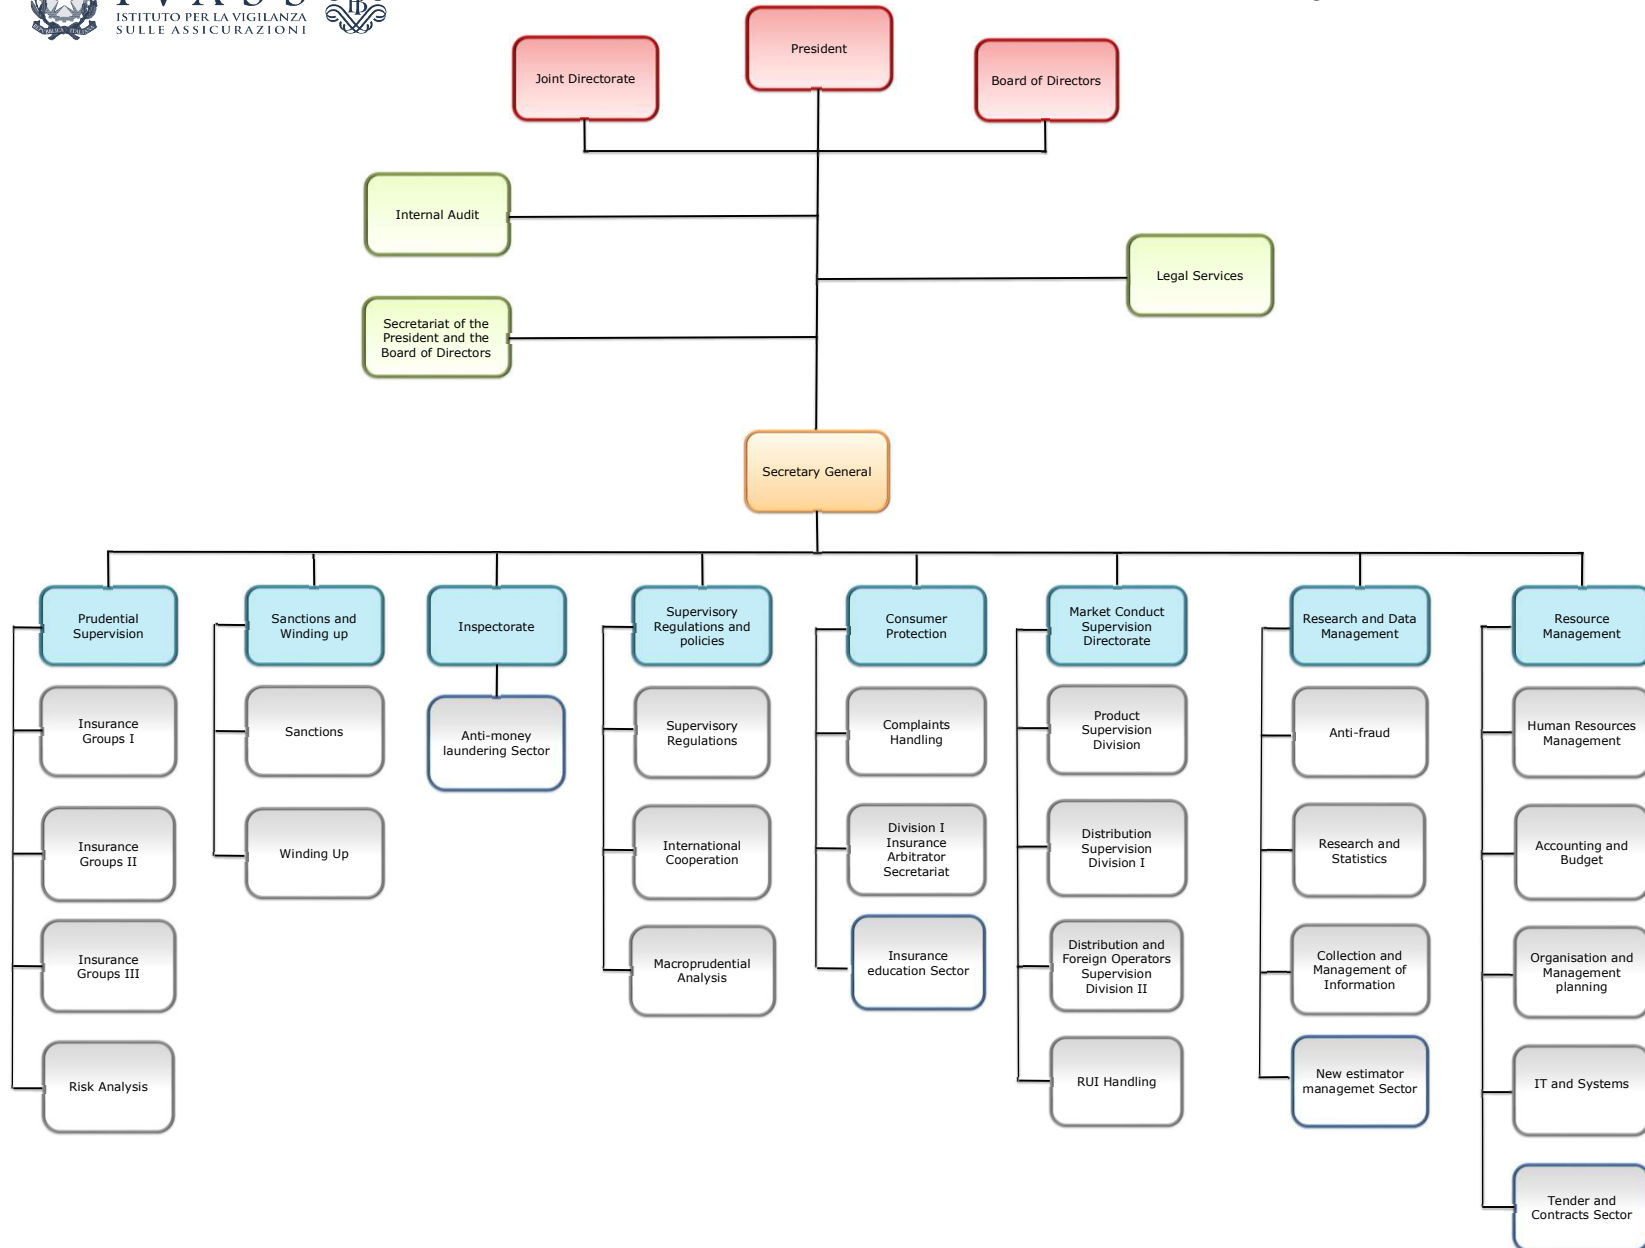 IVASS
ISTITUTO PER LA VIGILANZA
SULLE ASSICURAZIONI
President
Joint Directorate
Board of Directors
Internal Audit
Legal Services
Secretariat of the
President and the
Board of Directors
Secretary General
Prudential
Supervision
Insurance
Groups I
Insurance
Groups II
Insurance
Groups III
Risk Analysis
Sanctions and
Winding up
Sanctions
Winding Up
Inspectorate
Anti-money
laundering Sector
Supervisory
Regulations and
policies
Supervisory
Regulations
International
Cooperation
Macroprudential
Analysis
Consumer
Protection
Complaints
Handling
Division I
Insurance
Arbitrator
Secretariat
Insurance
education Sector
Market Conduct
Supervision
Directorate
Product
Supervision
Division
Distribution
Supervision
Division I
Distribution and
Foreign Operators
Supervision
Division II
RUI Handling
Research and Data
Management
Anti-fraud
Research and
Statistics
Collection and
Management of
Information
New estimator
managemet Sector
Resource
Management
Human Resources
Management
Accounting and
Budget
Organisation and
Management
planning
IT and Systems
Tender and
Contracts Sector